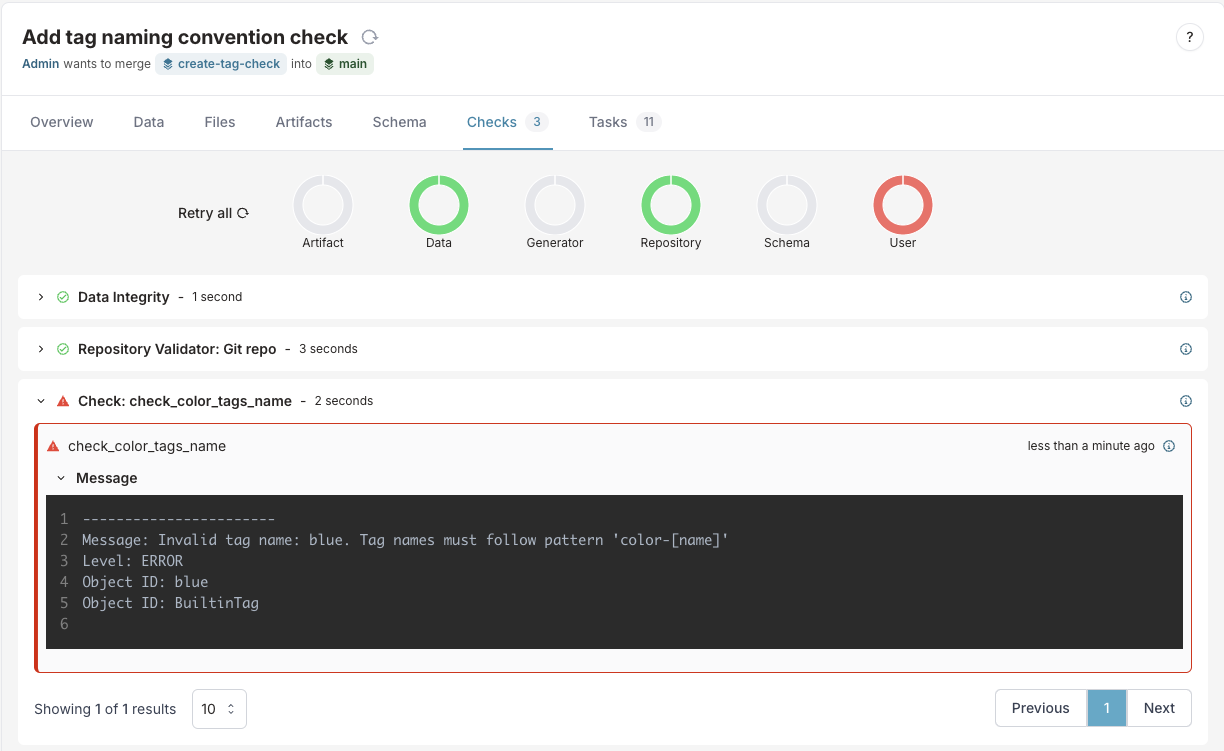 Add tag naming convention check
?
Admin wants to merge create-tag-check into main
Overview Data Files Artifacts Schema Checks 3 Tasks 11
Retry all
Artifact Data Generator Repository Schema User
Data Integrity - 1 second
Repository Validator: Git repo - 3 seconds
Check: check_color_tags_name - 2 seconds
check_color_tags_name less than a minute ago
Message
1 -----------------------
2 Message: Invalid tag name: blue. Tag names must follow pattern 'color-[name]'
3 Level: ERROR
4 Object ID: blue
5 Object ID: BuiltinTag
6
Showing 1 of 1 results 10 Previous 1 Next